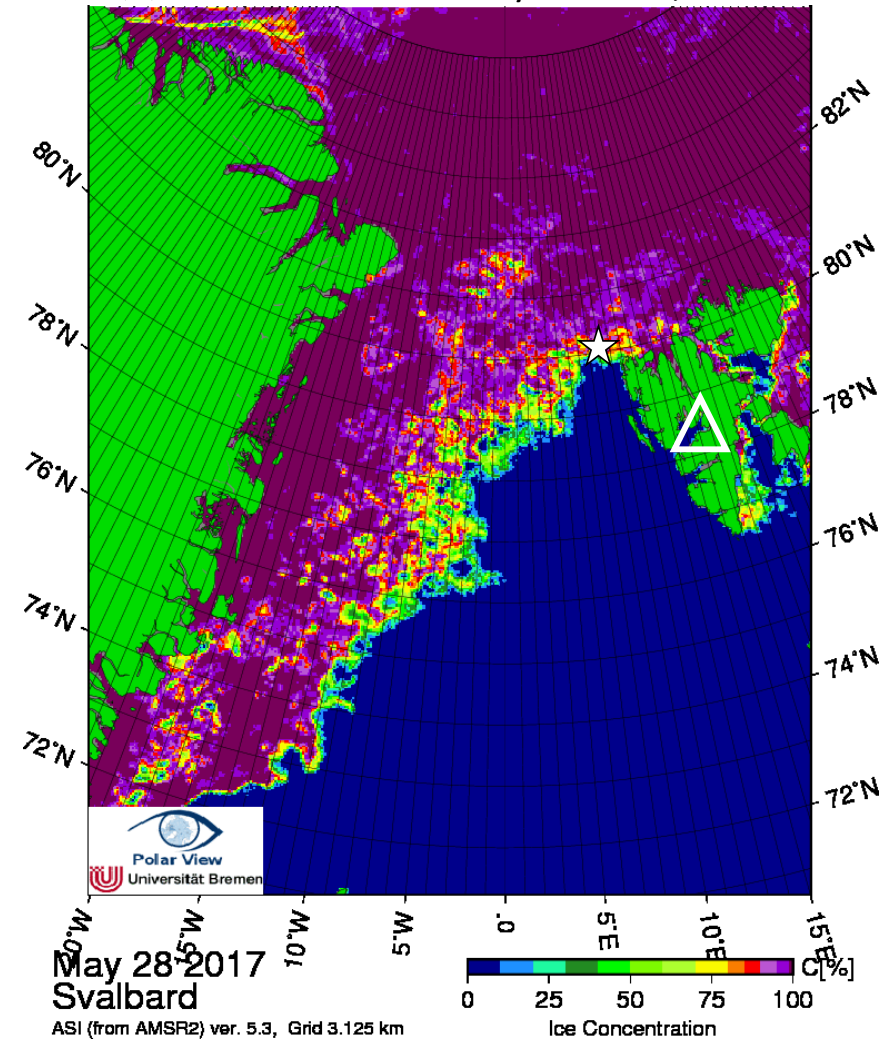 82°N
80°N
80°N
78°N
78°N
76°N
76°N
74°N
74°N
72°N
72°N
Polar View
Universität Bremen
20°W
15°W
10°W
5°W
0°
5°E
10°E
15°E
May 28 2017
Svalbard
ASI (from AMSR2) ver. 5.3, Grid 3.125 km
C[%]
0 25 50 75 100
Ice Concentration